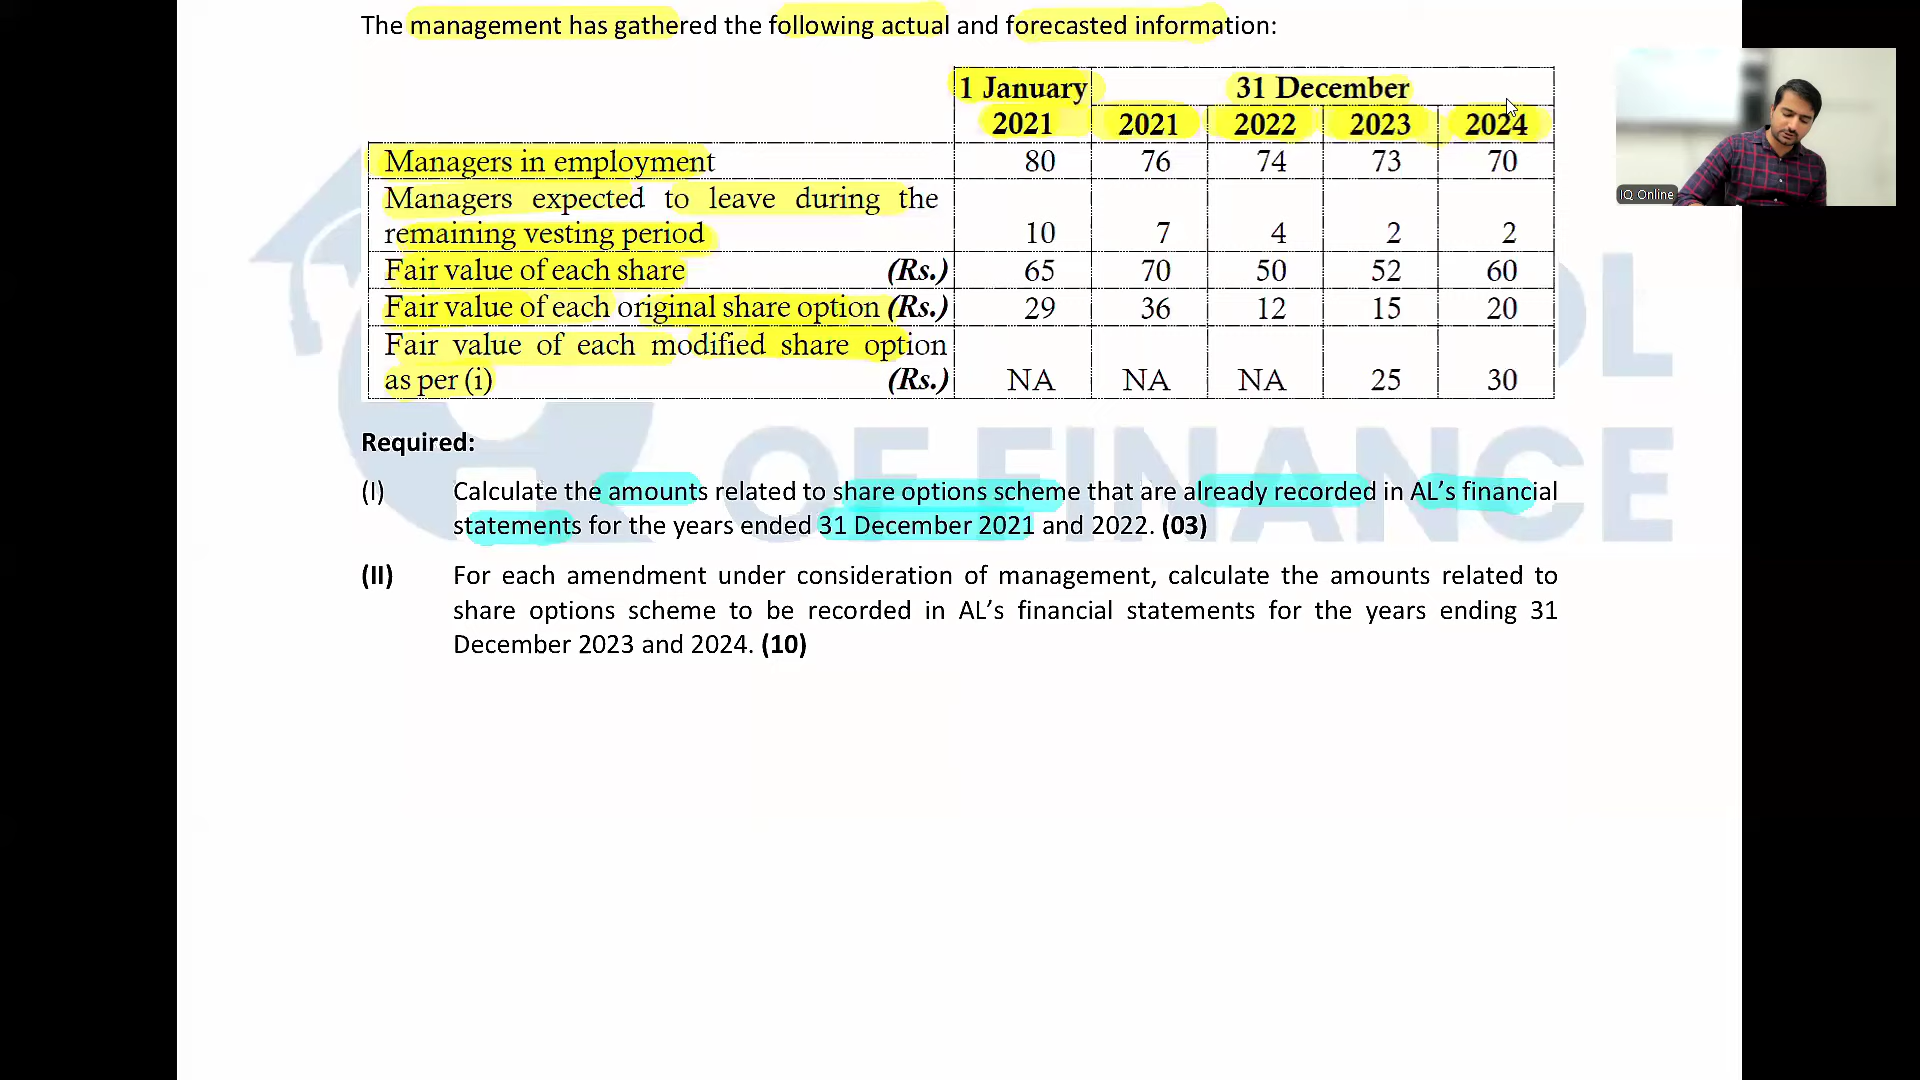 The management has gathered the following actual and forecasted information:
1 January 31 December
2021 2021 2022 2023 2024
Managers in employment 80 76 74 73 70
Managers expected to leave during the
remaining vesting period 10 7 4 2 2
Fair value of each share (Rs.) 65 70 50 52 60
Fair value of each original share option (Rs.) 29 36 12 15 20
Fair value of each modified share option
as per (i) (Rs.) NA NA NA 25 30
Required:
(I) Calculate the amounts related to share options scheme that are already recorded in AL’s financial
statements for the years ended 31 December 2021 and 2022. (03)
(II) For each amendment under consideration of management, calculate the amounts related to
share options scheme to be recorded in AL’s financial statements for the years ending 31
December 2023 and 2024. (10)
OF FINANCE
IQ Online